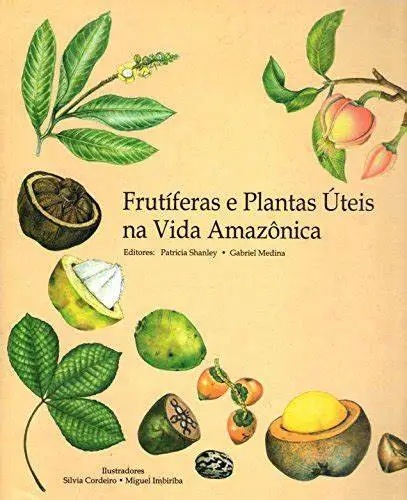 Frutíferas e Plantas Úteis
na Vida Amazônica
Editores: Patricia Shanley • Gabriel Medina
Ilustradores
Silvia Cordeiro • Miguel Imbiriba